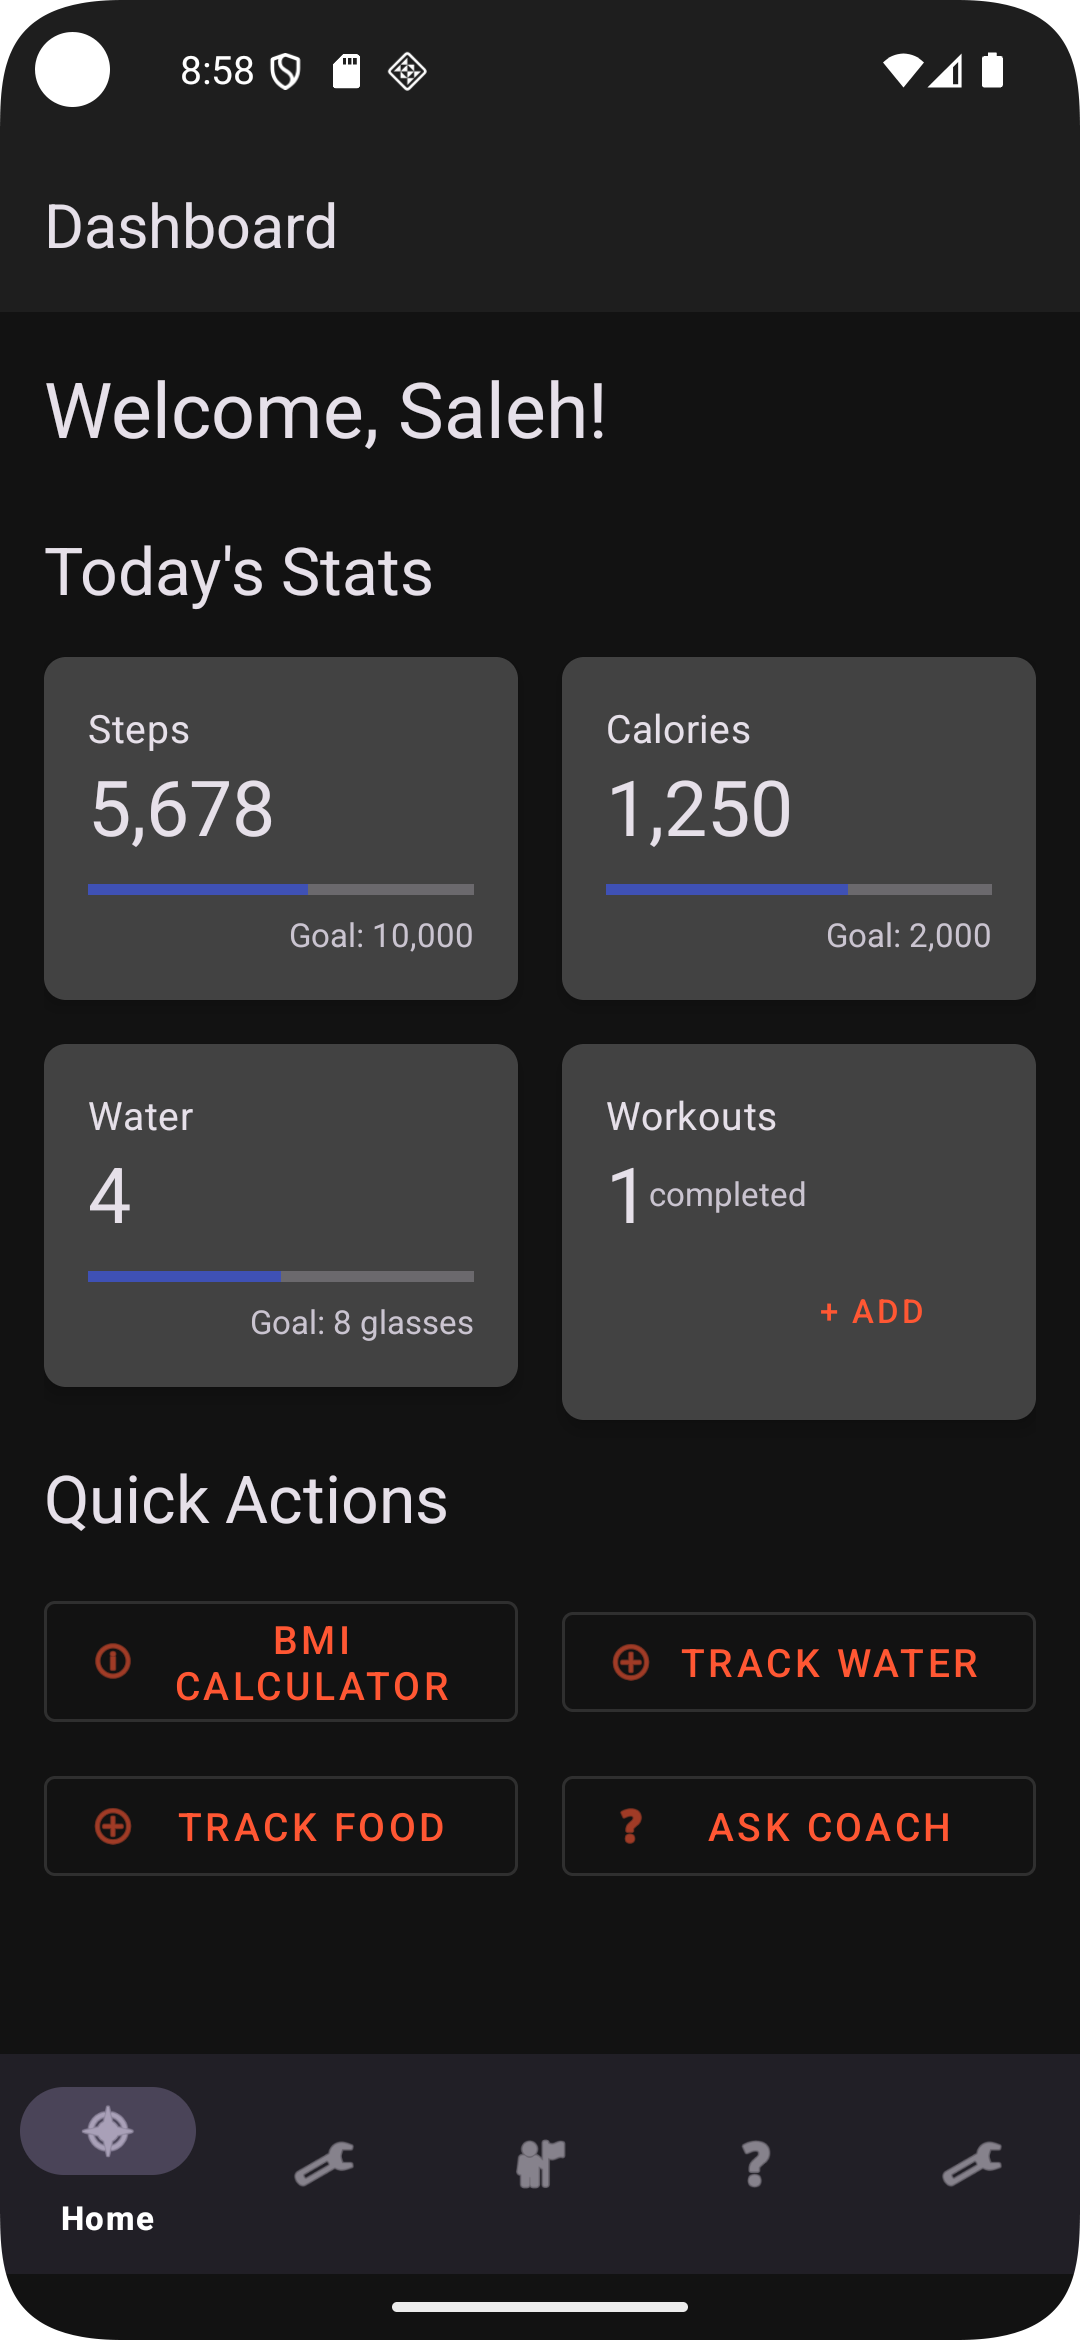 8:58
Dashboard
Welcome, Saleh!
Today's Stats
Steps
5,678
Goal: 10,000
Calories
1,250
Goal: 2,000
Water
4
Goal: 8 glasses
Workouts
1 completed
+ ADD
Quick Actions
BMI
CALCULATOR
TRACK WATER
TRACK FOOD
ASK COACH
Home